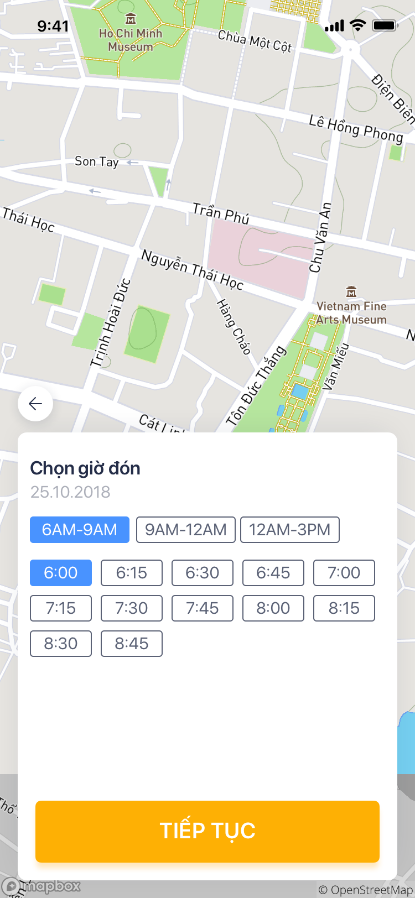 9:41
Ho Chi Minh
Museum
Chùa Một Cột
Điện Biên
Lê Hồng Phong
Son Tay
Thái Học
Trần Phú
Chu Văn An
Nguyễn Thái Học
Trịnh Hoài Đức
Hàng Cháo
Vietnam Fine
Arts Museum
N
Tôn Đức Thắng
Văn Miếu
Cát Linh
Chọn giờ đón
25.10.2018
6AM-9AM 9AM-12AM 12AM-3PM
6:00 6:15 6:30 6:45 7:00
7:15 7:30 7:45 8:00 8:15
8:30 8:45
Thổ
TIẾP TỤC
mapbox
© OpenStreetMap